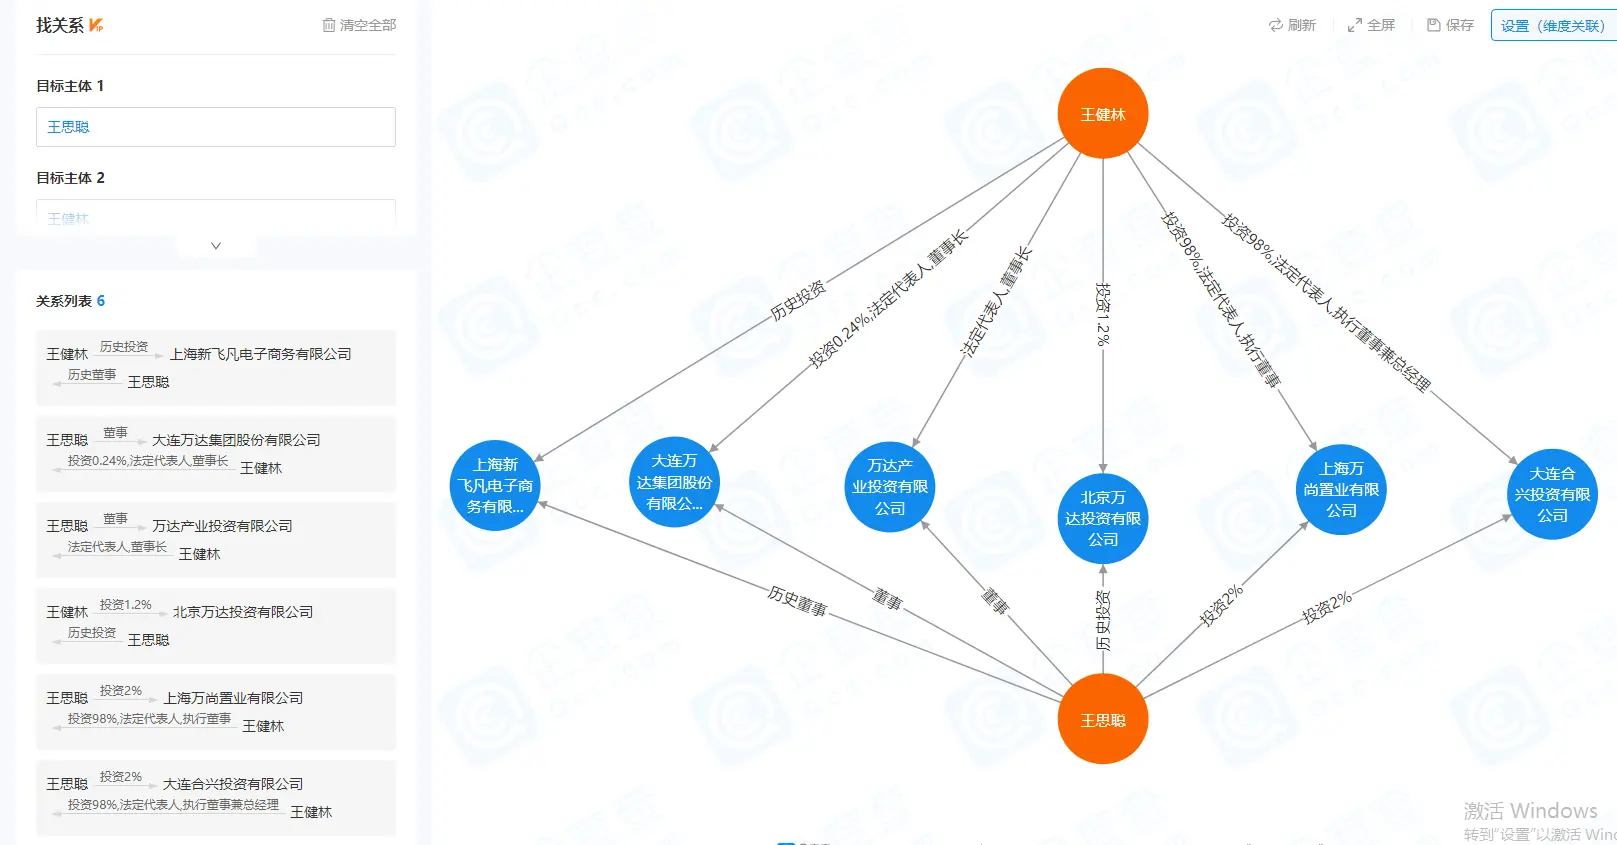 找关系 VIP
清空全部
目标主体 1
王思聪
目标主体 2
王健林
关系列表 6
王健林 历史投资 上海新飞凡电子商务有限公司
历史董事 王思聪
王思聪 董事 大连万达集团股份有限公司
投资0.24%,法定代表人,董事长 王健林
王思聪 董事 万达产业投资有限公司
法定代表人,董事长 王健林
王健林 投资1.2% 北京万达投资有限公司
历史投资 王思聪
王思聪 投资2% 上海万尚置业有限公司
投资98%,法定代表人,执行董事 王健林
王思聪 投资2% 大连合兴投资有限公司
投资98%,法定代表人,执行董事兼总经理 王健林
刷新
全屏
保存
设置（维度关联）
王健林
历史投资
投资0.24%,法定代表人,董事长
法定代表人,董事长
投资1.2%
投资98%,法定代表人,执行董事
投资98%,法定代表人,执行董事兼总经理
上海新
飞凡电子商
务有限...
大连万
达集团股份
有限公...
万达产
业投资有限
公司
北京万
达投资有限
公司
上海万
尚置业有限
公司
大连合
兴投资有限
公司
历史董事
董事
董事
历史投资
投资2%
投资2%
王思聪
激活 Windows
转到"设置"以激活 Winc